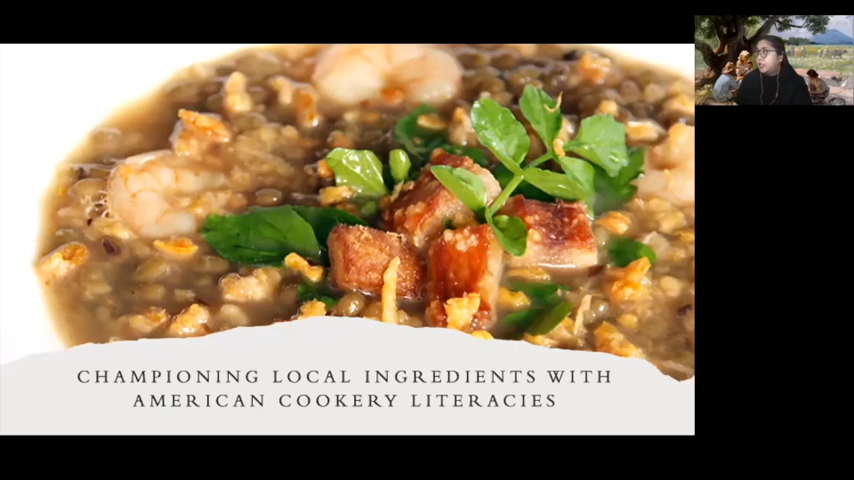 CHAMPIONING LOCAL INGREDIENTS WITH
AMERICAN COOKERY LITERACIES